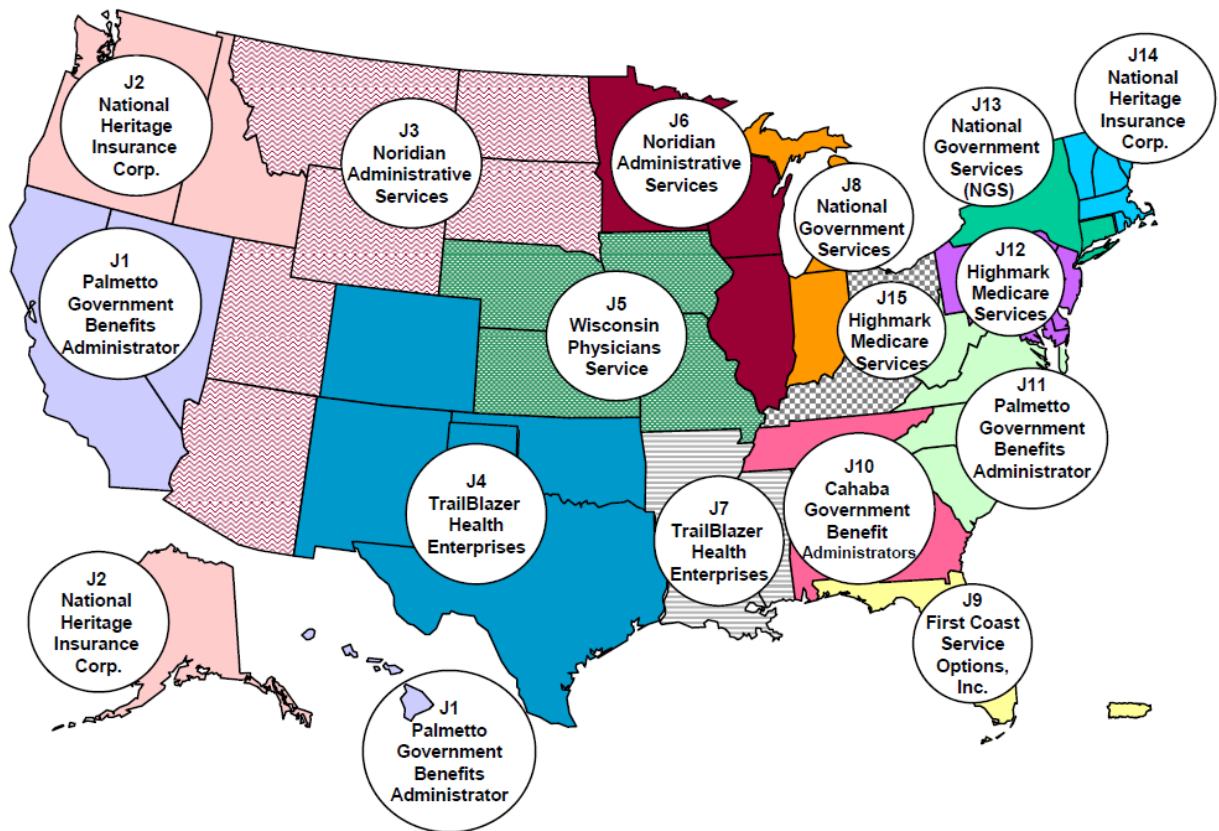 J2
National
Heritage
Insurance
Corp.
J3
Noridian
Administrative
Services
J6
Noridian
Administrative
Services
J8
National
Government
Services
J13
National
Government
Services
(NGS)
J14
National
Heritage
Insurance
Corp.
J1
Palmetto
Government
Benefits
Administrator
J5
Wisconsin
Physicians
Service
J15
Highmark
Medicare
Services
J12
Highmark
Medicare
Services
J11
Palmetto
Government
Benefits
Administrator
J4
TrailBlazer
Health
Enterprises
J7
TrailBlazer
Health
Enterprises
J10
Cahaba
Government
Benefit
Administrators
J2
National
Heritage
Insurance
Corp.
J9
First Coast
Service
Options,
Inc.
J1
Palmetto
Government
Benefits
Administrator